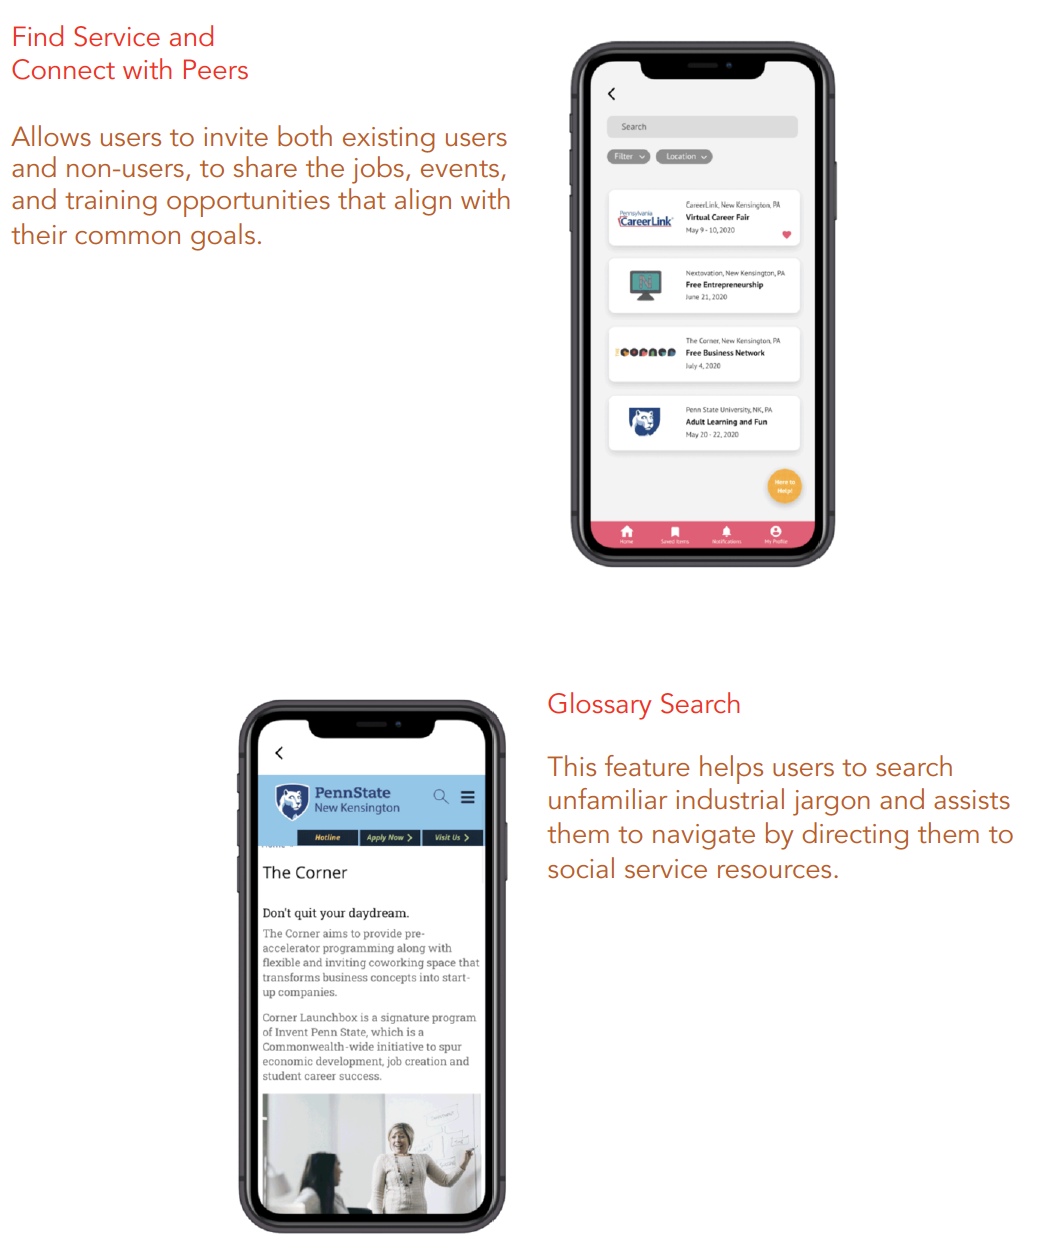 Find Service and
Connect with Peers
Allows users to invite both existing users
and non-users, to share the jobs, events,
and training opportunities that align with
their common goals.
Search
Filter
Location
Pennsylvania
CareerLink
CareerLink, New Kensington, PA
Virtual Career Fair
May 9 - 10, 2020
Nextovation, New Kensington, PA
Free Entrepreneurship
June 21, 2020
The Corner, New Kensington, PA
Free Business Network
July 4, 2020
Penn State University, NK, PA
Adult Learning and Fun
May 20 - 22, 2020
Here to
Help!
Home
Saved Items
Notifications
My Profile
Glossary Search
This feature helps users to search
unfamiliar industrial jargon and assists
them to navigate by directing them to
social service resources.
PennState
New Kensington
Hotline
Apply Now
Visit Us
The Corner
Don't quit your daydream.
The Corner aims to provide pre-
accelerator programming along with
flexible and inviting coworking space that
transforms business concepts into start-
up companies.
Corner Launchbox is a signature program
of Invent Penn State, which is a
Commonwealth-wide initiative to spur
economic development, job creation and
student career success.